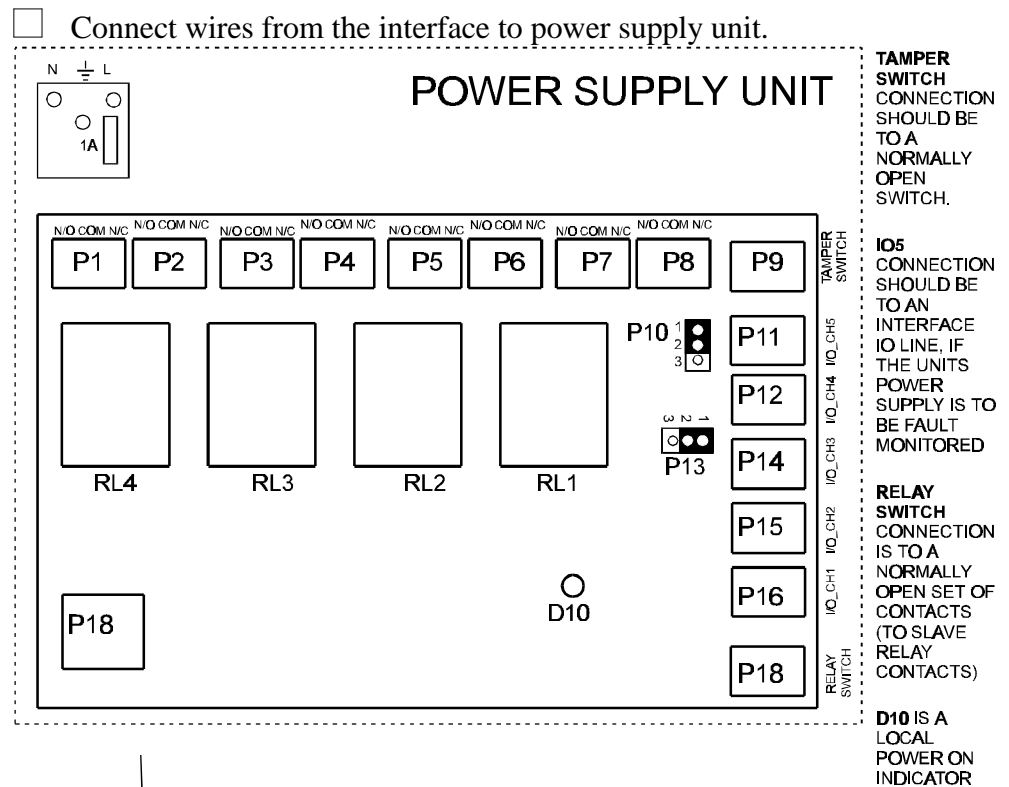 Connect wires from the interface to power supply unit.
N L
1A
POWER SUPPLY UNIT
N/O COM N/C N/O COM N/C N/O COM N/C N/O COM N/C N/O COM N/C N/O COM N/C N/O COM N/C N/O COM N/C
P1 P2 P3 P4 P5 P6 P7 P8 P9
TAMPER
SWITCH
P10 1
2
3
P11
I/O_CH5
P12
I/O_CH4
3 2 1
P13
P14
I/O_CH3
RL4 RL3 RL2 RL1
P15
I/O_CH2
D10
P16
I/O_CH1
P18
P18
RELAY
SWITCH
TAMPER
SWITCH
CONNECTION
SHOULD BE
TO A
NORMALLY
OPEN
SWITCH.
IO5
CONNECTION
SHOULD BE
TO AN
INTERFACE
IO LINE, IF
THE UNITS
POWER
SUPPLY IS TO
BE FAULT
MONITORED
RELAY
SWITCH
CONNECTION
IS TO A
NORMALLY
OPEN SET OF
CONTACTS
(TO SLAVE
RELAY
CONTACTS)
D10 IS A
LOCAL
POWER ON
INDICATOR